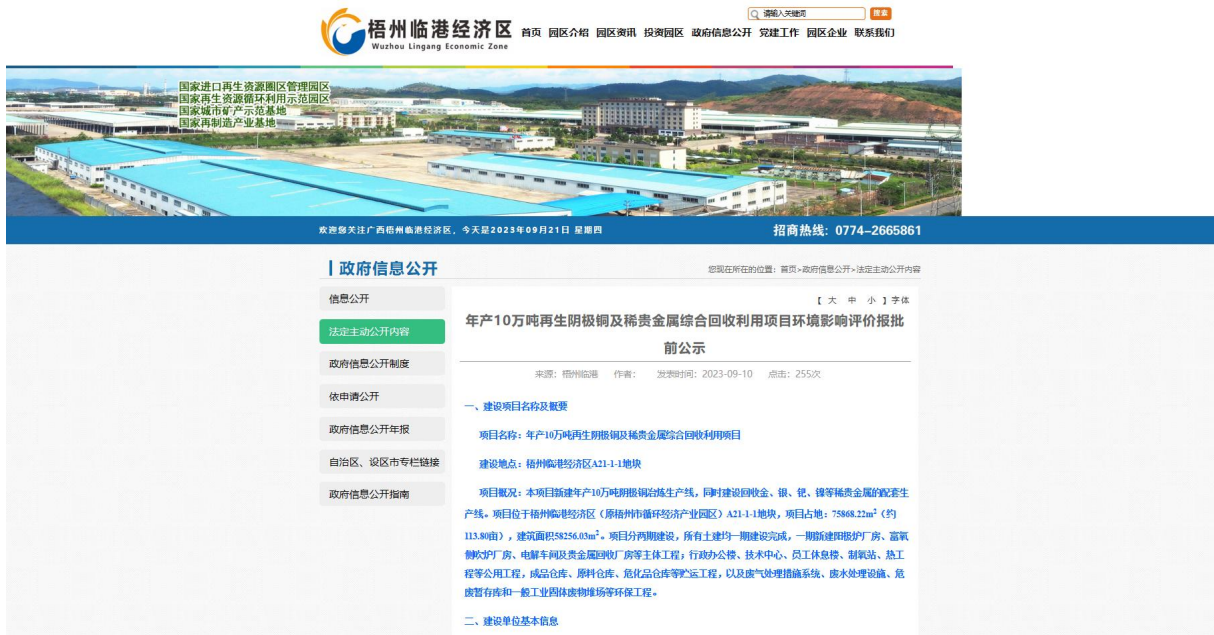 梧州临港经济区
Wuzhou Lingang Economic Zone
请输入关键词
搜索
首页 园区介绍 园区资讯 投资园区 政府信息公开 党建工作 园区企业 联系我们
国家进口再生资源圈区管理园区
国家再生资源循环利用示范园区
国家城市矿产示范基地
国家再制造产业基地
欢迎您关注广西梧州临港经济区，今天是2023年09月21日 星期四
招商热线：0774-2665861
政府信息公开
您现在所在的位置：首页>政府信息公开>法定主动公开内容
信息公开
法定主动公开内容
政府信息公开制度
依申请公开
政府信息公开年报
自治区、设区市专栏链接
政府信息公开指南
【 大 中 小 】字体
年产10万吨再生阴极铜及稀贵金属综合回收利用项目环境影响评价报批
前公示
来源：梧州临港 作者： 发表时间：2023-09-10 点击：255次
一、建设项目名称及概要
项目名称：年产10万吨再生阴极铜及稀贵金属综合回收利用项目
建设地点：梧州临港经济区A21-1-1地块
项目概况：本项目新建年产10万吨阴极铜冶炼生产线，同时建设回收金、银、钯、镍等稀贵金属的配套生
产线。项目位于梧州临港经济区（原梧州市循环经济产业园区）A21-1-1地块，项目占地：75868.22m²（约
113.80亩），建筑面积58256.03m²。项目分两期建设，所有土建均一期建设完成，一期新建阳极炉厂房、富氧
侧吹炉厂房、电解车间及贵金属回收厂房等主体工程；行政办公楼、技术中心、员工休息楼、制氧站、热工
程等公用工程，成品仓库、原料仓库、危化品仓库等贮运工程，以及废气处理措施系统、废水处理设施、危
废暂存库和一般工业固体废物堆场等环保工程。
二、建设单位基本信息